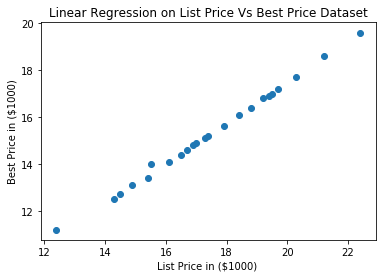 Linear Regression on List Price Vs Best Price Dataset
20
18
16
14
12
Best Price in ($1000)
12 14 16 18 20 22
List Price in ($1000)